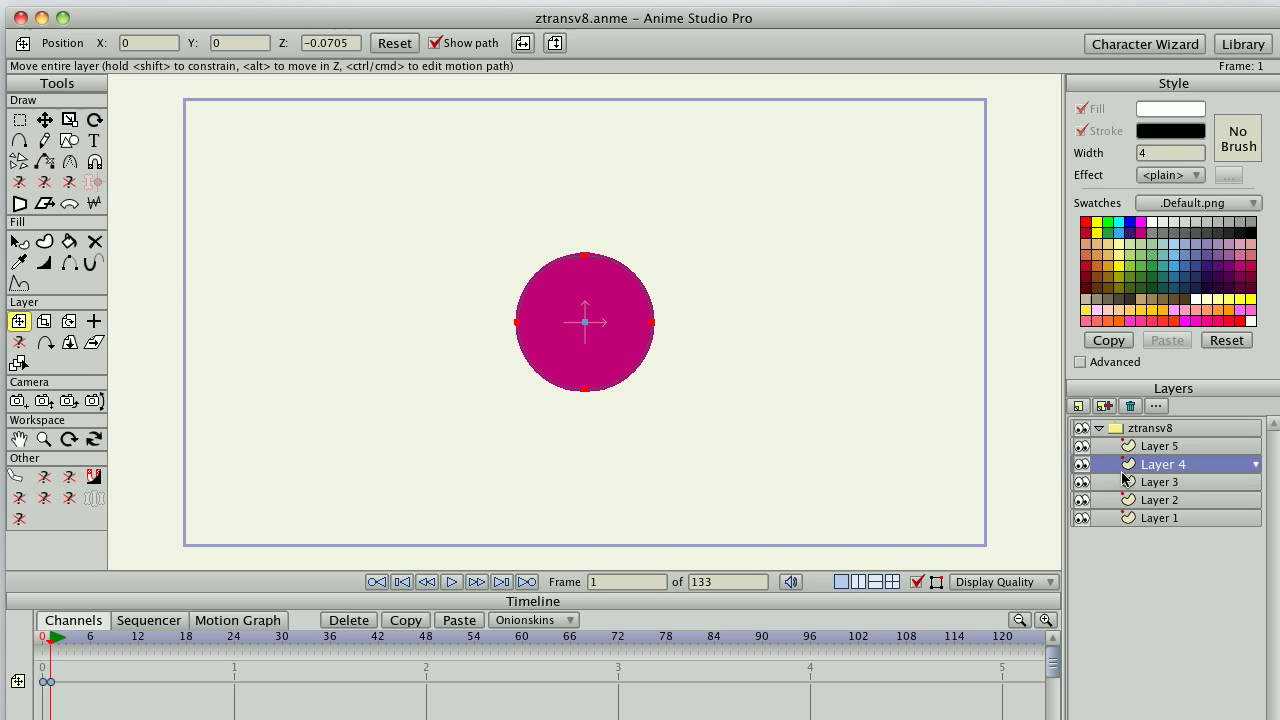 ztransv8.anme - Anime Studio Pro
Position X: 0 Y: 0 Z: -0.0705 Reset Show path Character Wizard Library
Move entire layer (hold <shift> to constrain, <alt> to move in Z, <ctrl/cmd> to edit motion path) Frame: 1
Tools
Draw
Fill
Layer
Camera
Workspace
Other
Style
Fill
Stroke
No Brush
Width 4
Effect <plain> ...
Swatches .Default.png
Copy Paste Reset
Advanced
Layers
...
ztransv8
Layer 5
Layer 4
Layer 3
Layer 2
Layer 1
Frame 1 of 133 Display Quality
Timeline
Channels Sequencer Motion Graph Delete Copy Paste Onionskins
0 6 12 18 24 30 36 42 48 54 60 66 72 78 84 90 96 102 108 114 120
0 1 2 3 4 5